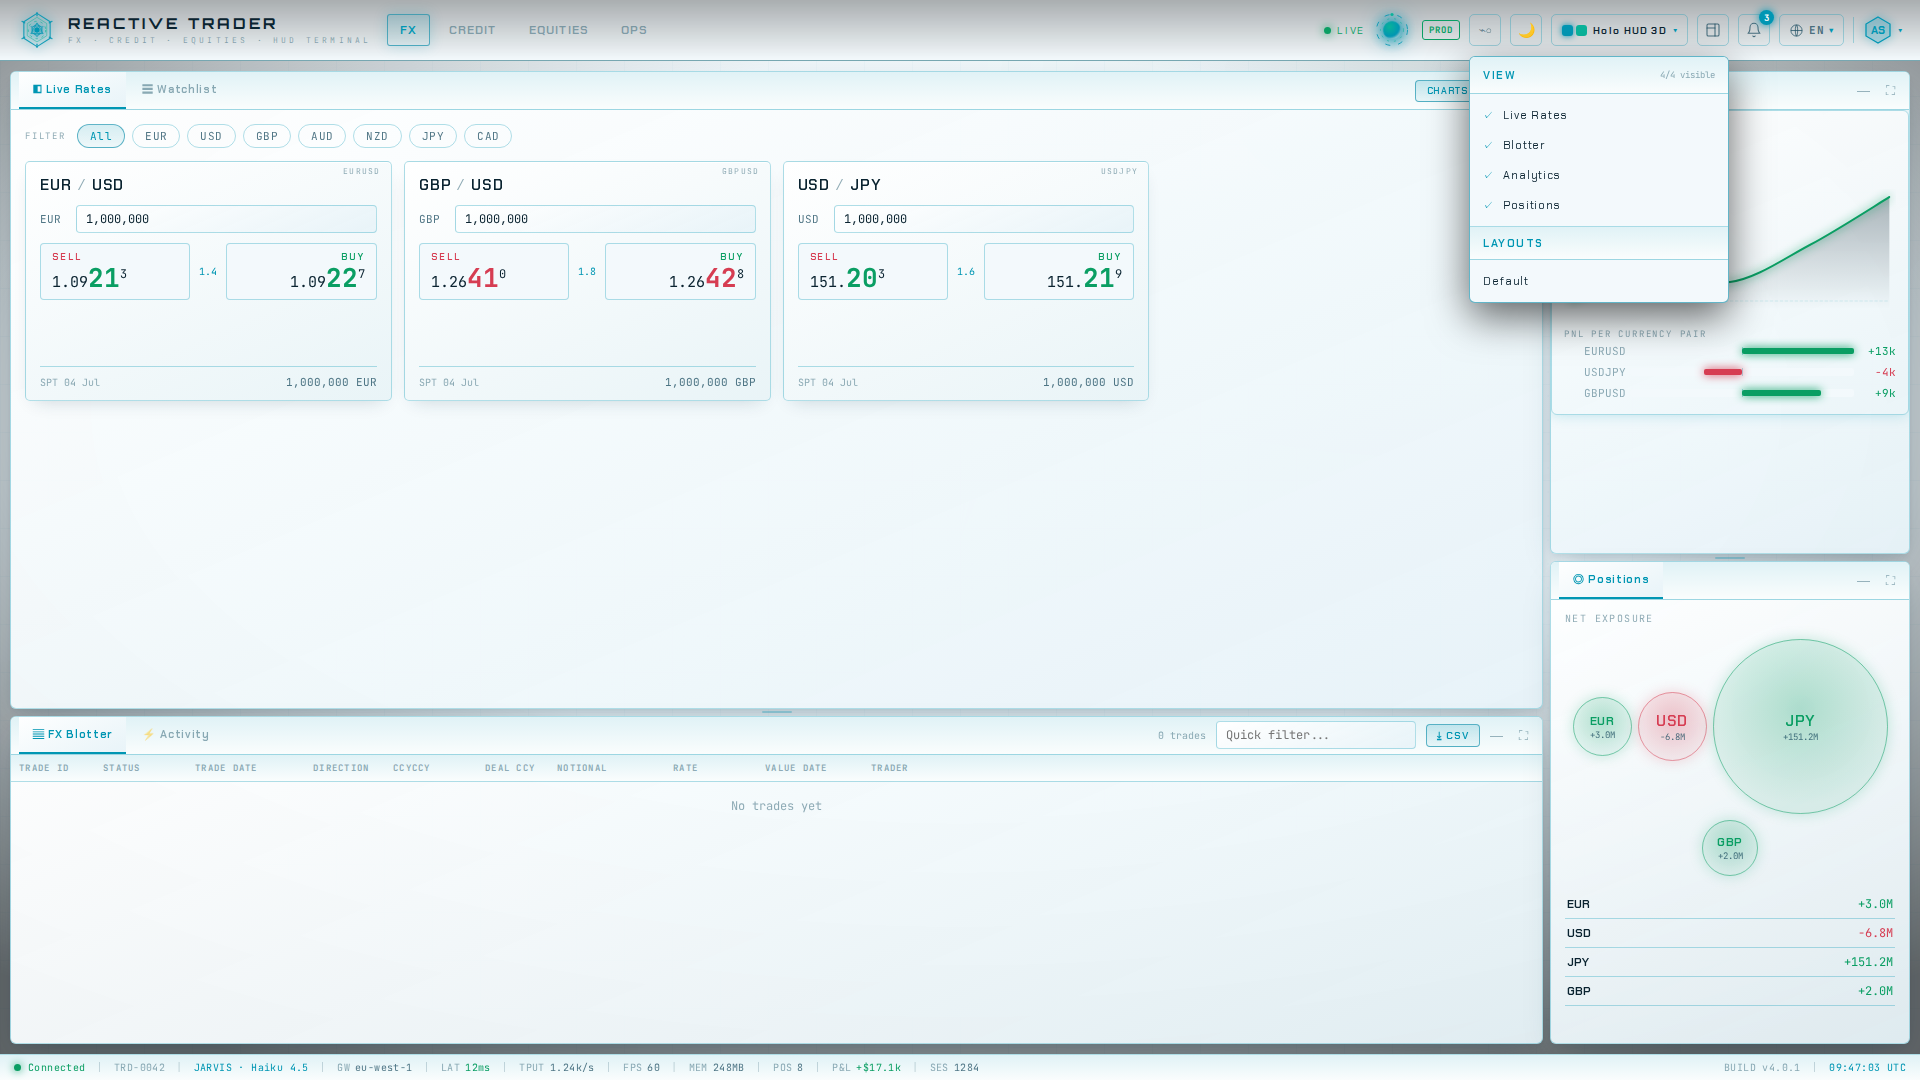 REACTIVE TRADER
FX · CREDIT · EQUITIES · HUD TERMINAL
FX CREDIT EQUITIES OPS
LIVE
PROD
Holo HUD 3D
3
EN
AS
Live Rates Watchlist
CHARTS
VIEW 4/4 visible
✓ Live Rates
✓ Blotter
✓ Analytics
✓ Positions
LAYOUTS
Default
FILTER All EUR USD GBP AUD NZD JPY CAD
EUR / USD EURUSD
EUR 1,000,000
SELL BUY
1.09213 1.4 1.09227
SPT 04 Jul 1,000,000 EUR
GBP / USD GBPUSD
GBP 1,000,000
SELL BUY
1.26410 1.8 1.26428
SPT 04 Jul 1,000,000 GBP
USD / JPY USDJPY
USD 1,000,000
SELL BUY
151.203 1.6 151.219
SPT 04 Jul 1,000,000 USD
PNL PER CURRENCY PAIR
EURUSD +13k
USDJPY -4k
GBPUSD +9k
Positions
NET EXPOSURE
EUR
+3.0M
USD
-6.8M
JPY
+151.2M
GBP
+2.0M
EUR +3.0M
USD -6.8M
JPY +151.2M
GBP +2.0M
FX Blotter Activity
0 trades Quick filter... CSV
TRADE ID STATUS TRADE DATE DIRECTION CCYCCY DEAL CCY NOTIONAL RATE VALUE DATE TRADER
No trades yet
Connected TRD-0042 JARVIS · Haiku 4.5 GW eu-west-1 LAT 12ms TPUT 1.24k/s FPS 60 MEM 248MB POS 8 P&L +$17.1k SES 1284
BUILD v4.0.1 09:47:03 UTC